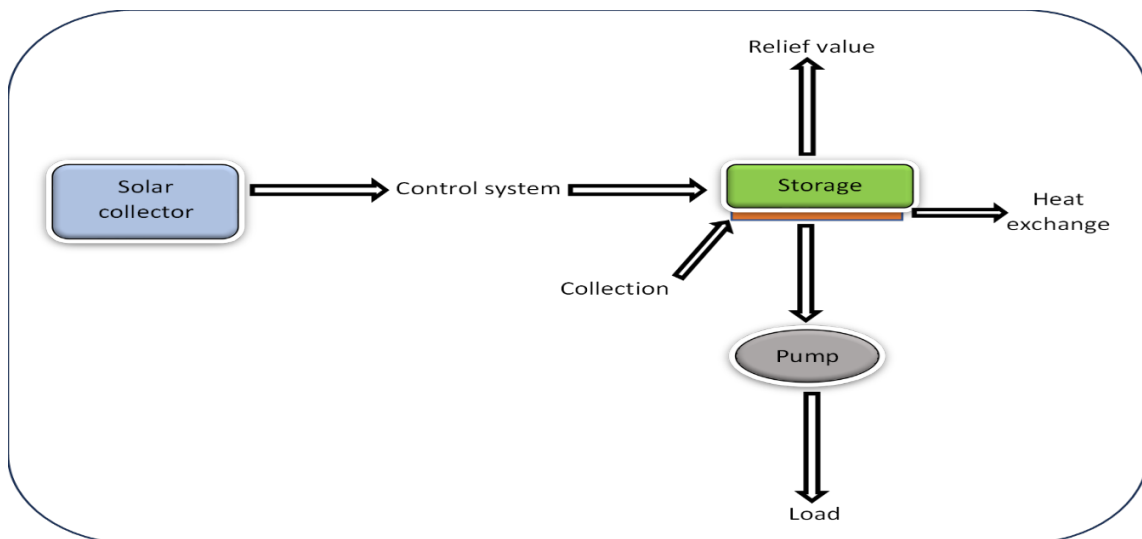 Relief value
Solar
collector
Control system
Storage
Heat
exchange
Collection
Pump
Load